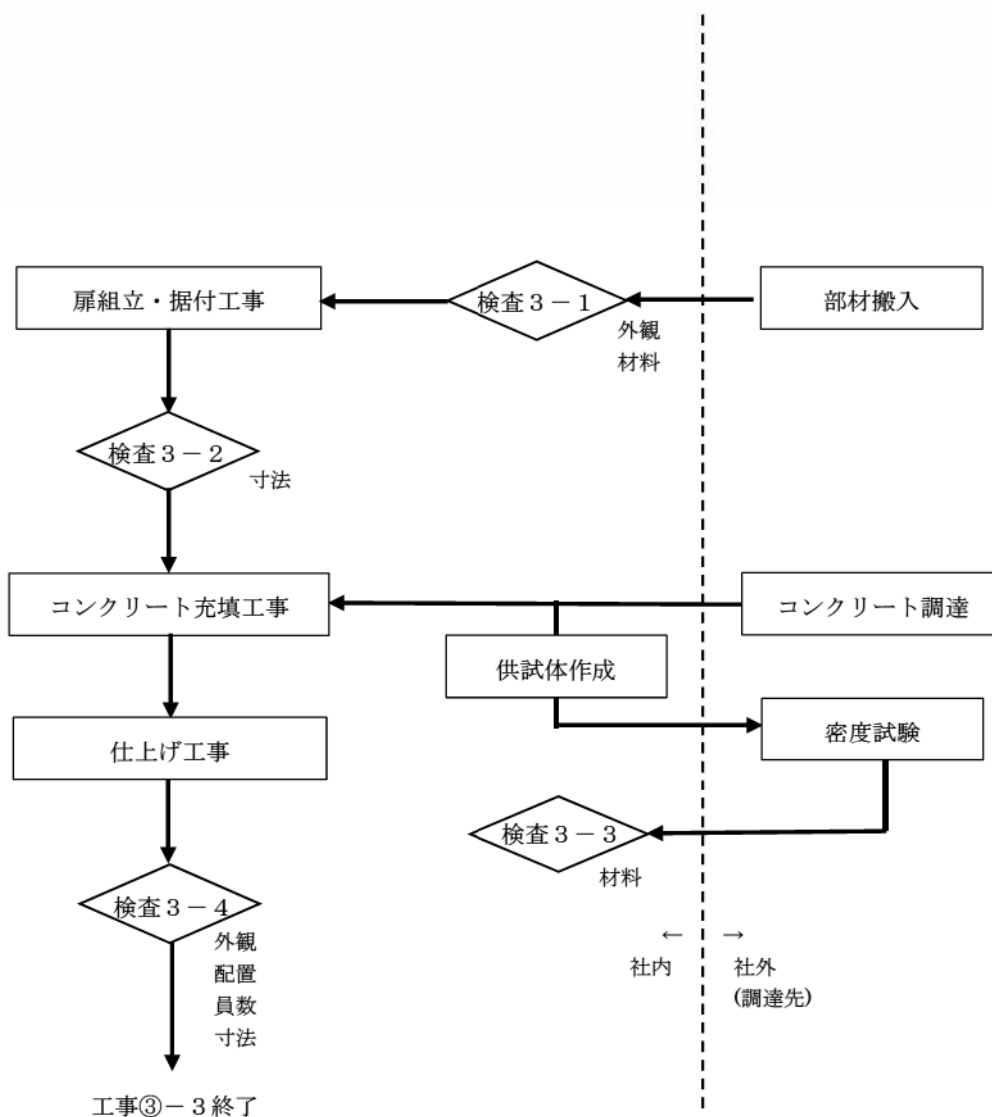 扉組立・据付工事
検査3-1
部材搬入
外観
材料
検査3-2
寸法
コンクリート充填工事
コンクリート調達
供試体作成
仕上げ工事
密度試験
検査3-3
材料
検査3-4
外観
配置
員数
寸法
← →
社内 社外
(調達先)
工事③-3終了